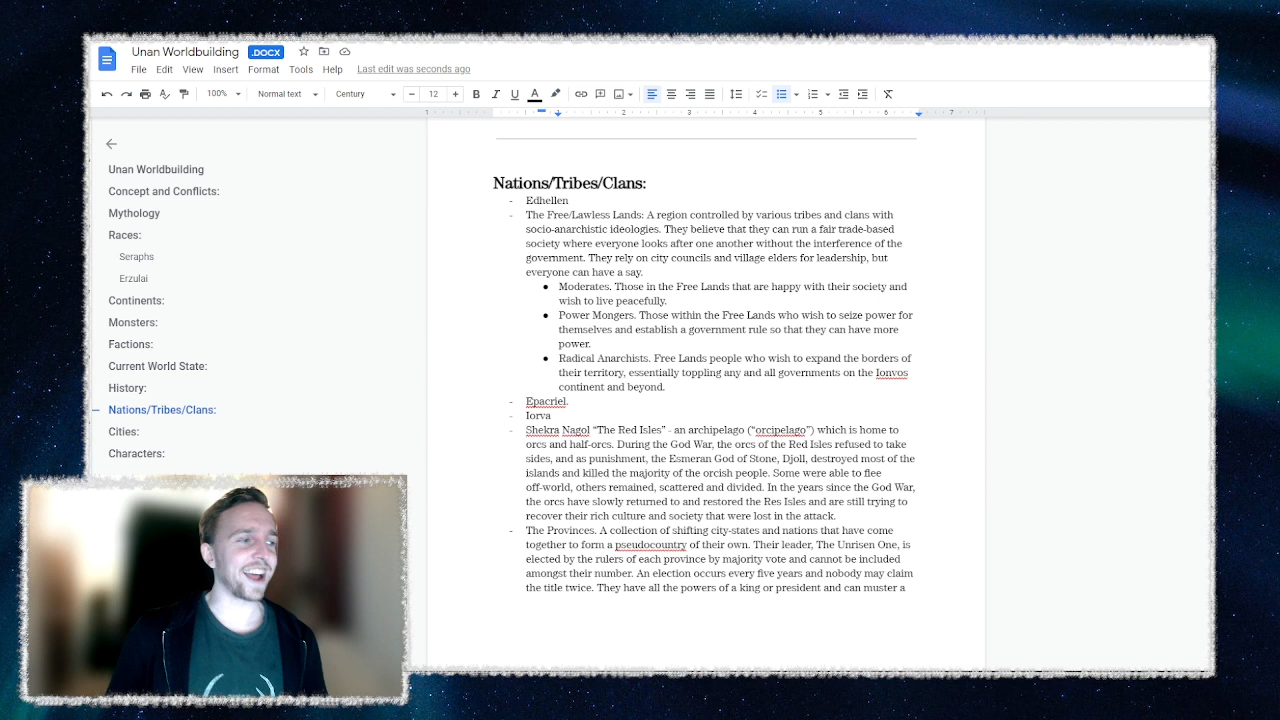 Unan Worldbuilding .DOCX
File Edit View Insert Format Tools Help Last edit was seconds ago
100% Normal text Century 12 B I U A
1 2 3 4 5 6 7
Unan Worldbuilding
Concept and Conflicts:
Mythology
Races:
Seraphs
Erzulai
Continents:
Monsters:
Factions:
Current World State:
History:
Nations/Tribes/Clans:
Cities:
Characters:
Nations/Tribes/Clans:
- Edhellen
- The Free/Lawless Lands: A region controlled by various tribes and clans with
socio-anarchistic ideologies. They believe that they can run a fair trade-based
society where everyone looks after one another without the interference of the
government. They rely on city councils and village elders for leadership, but
everyone can have a say.
● Moderates. Those in the Free Lands that are happy with their society and
wish to live peacefully.
● Power Mongers. Those within the Free Lands who wish to seize power for
themselves and establish a government rule so that they can have more
power.
● Radical Anarchists. Free Lands people who wish to expand the borders of
their territory, essentially toppling any and all governments on the Ionvos
continent and beyond.
- Epacriel.
- Iorva
- Shekra Nagol “The Red Isles” - an archipelago (“orcipelago”) which is home to
orcs and half-orcs. During the God War, the orcs of the Red Isles refused to take
sides, and as punishment, the Esmeran God of Stone, Djoll, destroyed most of the
islands and killed the majority of the orcish people. Some were able to flee
off-world, others remained, scattered and divided. In the years since the God War,
the orcs have slowly returned to and restored the Res Isles and are still trying to
recover their rich culture and society that were lost in the attack.
- The Provinces. A collection of shifting city-states and nations that have come
together to form a pseudocountry of their own. Their leader, The Unrisen One, is
elected by the rulers of each province by majority vote and cannot be included
amongst their number. An election occurs every five years and nobody may claim
the title twice. They have all the powers of a king or president and can muster a